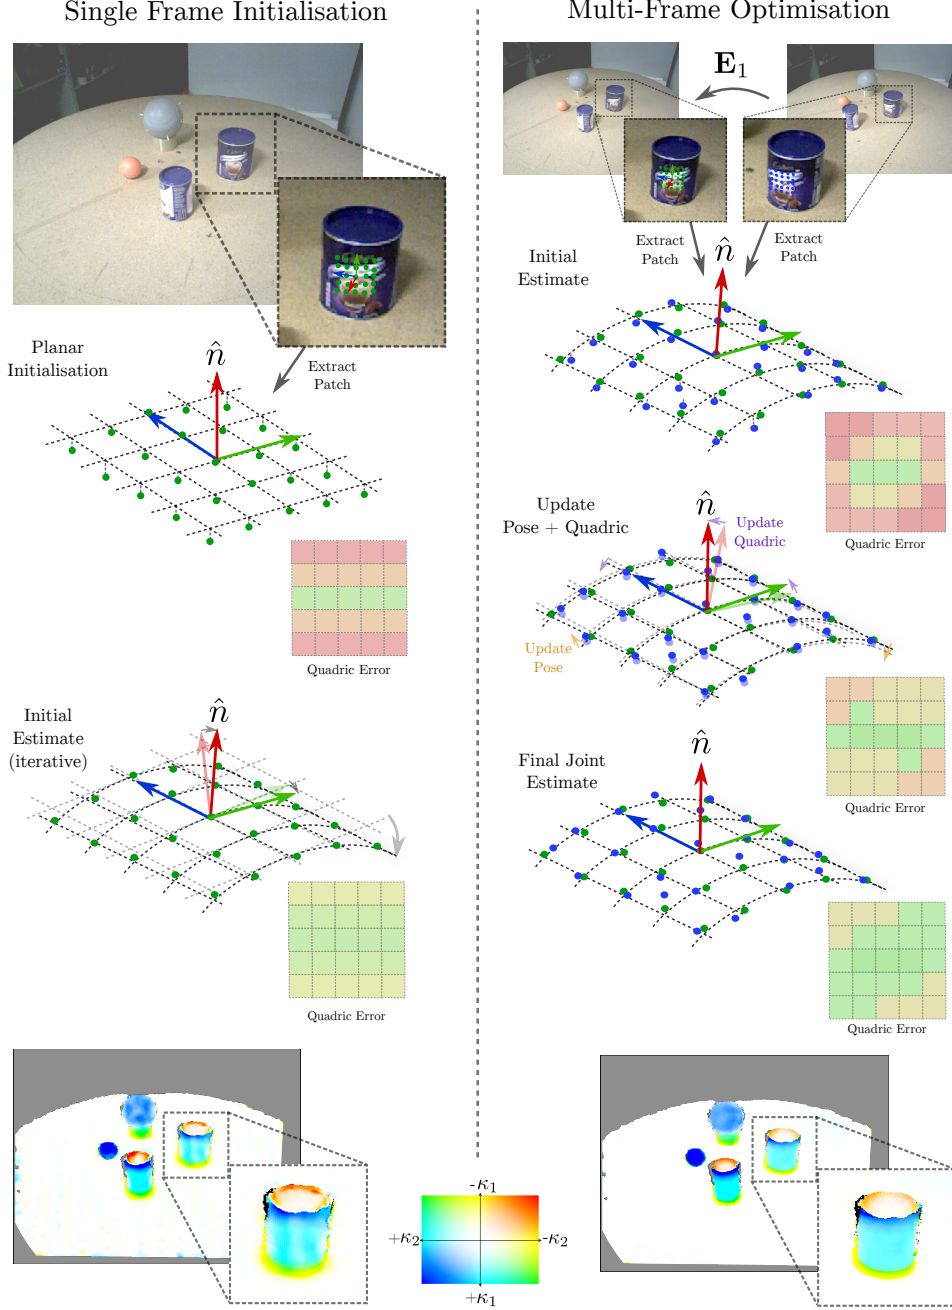 Single Frame Initialisation
Planar
Initialisation
n̂
Extract
Patch
Quadric Error
Initial
Estimate
(iterative)
n̂
Quadric Error
Multi-Frame Optimisation
E₁
Extract
Patch
Extract
Patch
Initial
Estimate
n̂
Quadric Error
Update
Pose + Quadric
n̂
Update
Quadric
Update
Pose
Quadric Error
Final Joint
Estimate
n̂
Quadric Error
-κ₁
+κ₂
-κ₂
+κ₁